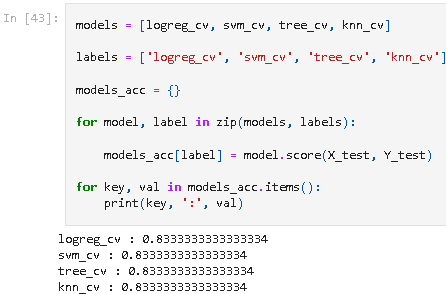 In [43]:
models = [logreg_cv, svm_cv, tree_cv, knn_cv]
labels = ['logreg_cv', 'svm_cv', 'tree_cv', 'knn_cv']
models_acc = {}
for model, label in zip(models, labels):
    models_acc[label] = model.score(X_test, Y_test)
for key, val in models_acc.items():
    print(key, ':', val)
logreg_cv : 0.8333333333333334
svm_cv : 0.8333333333333334
tree_cv : 0.8333333333333334
knn_cv : 0.8333333333333334